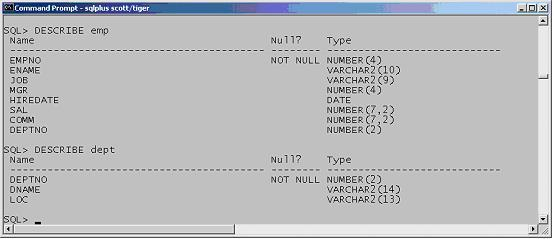 Command Prompt - sqlplus scott/tiger
SQL> DESCRIBE emp
Name Null? Type
----------------------------------------- -------- ----------------------------
EMPNO NOT NULL NUMBER(4)
ENAME VARCHAR2(10)
JOB VARCHAR2(9)
MGR NUMBER(4)
HIREDATE DATE
SAL NUMBER(7,2)
COMM NUMBER(7,2)
DEPTNO NUMBER(2)
SQL> DESCRIBE dept
Name Null? Type
----------------------------------------- -------- ----------------------------
DEPTNO NOT NULL NUMBER(2)
DNAME VARCHAR2(14)
LOC VARCHAR2(13)
SQL> _